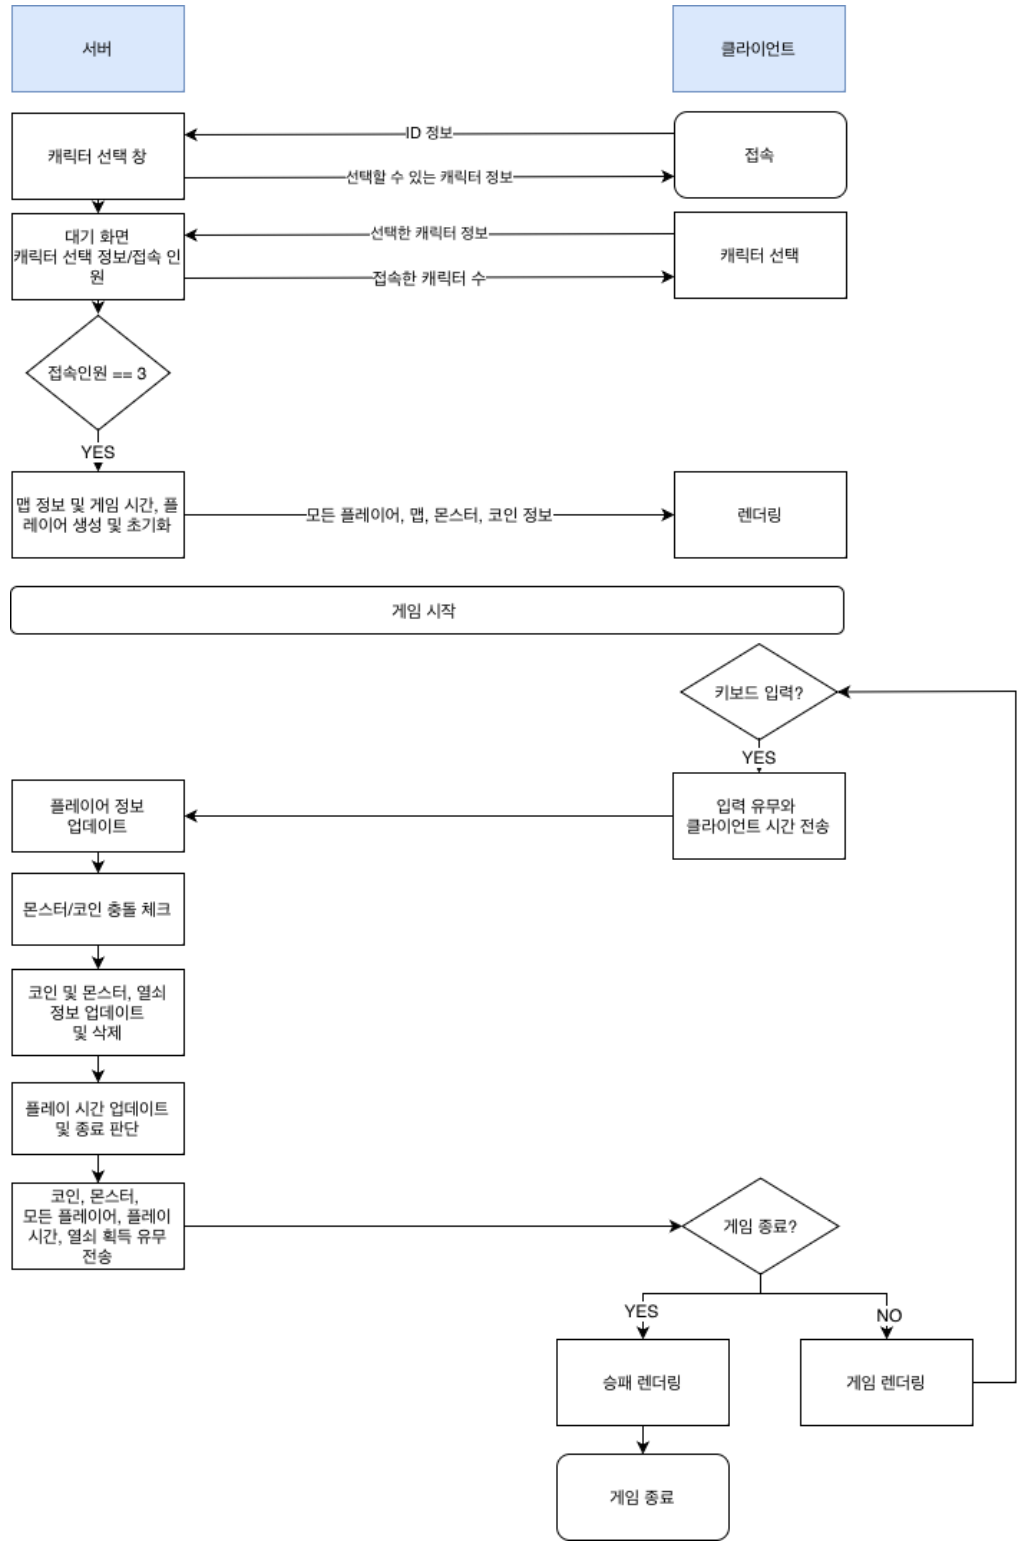 서버
클라이언트
ID 정보
캐릭터 선택 창
접속
선택할 수 있는 캐릭터 정보
대기 화면
캐릭터 선택 정보/접속 인
원
선택한 캐릭터 정보
캐릭터 선택
접속한 캐릭터 수
접속인원 == 3
YES
맵 정보 및 게임 시간, 플
레이어 생성 및 초기화
모든 플레이어, 맵, 몬스터, 코인 정보
렌더링
게임 시작
키보드 입력?
YES
입력 유무와
클라이언트 시간 전송
플레이어 정보
업데이트
몬스터/코인 충돌 체크
코인 및 몬스터, 열쇠
정보 업데이트
및 삭제
플레이 시간 업데이트
및 종료 판단
코인, 몬스터,
모든 플레이어, 플레이
시간, 열쇠 획득 유무
전송
게임 종료?
YES
NO
승패 렌더링
게임 렌더링
게임 종료